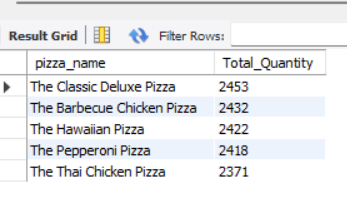 Result Grid Filter Rows:
pizza_name Total_Quantity
The Classic Deluxe Pizza 2453
The Barbecue Chicken Pizza 2432
The Hawaiian Pizza 2422
The Pepperoni Pizza 2418
The Thai Chicken Pizza 2371